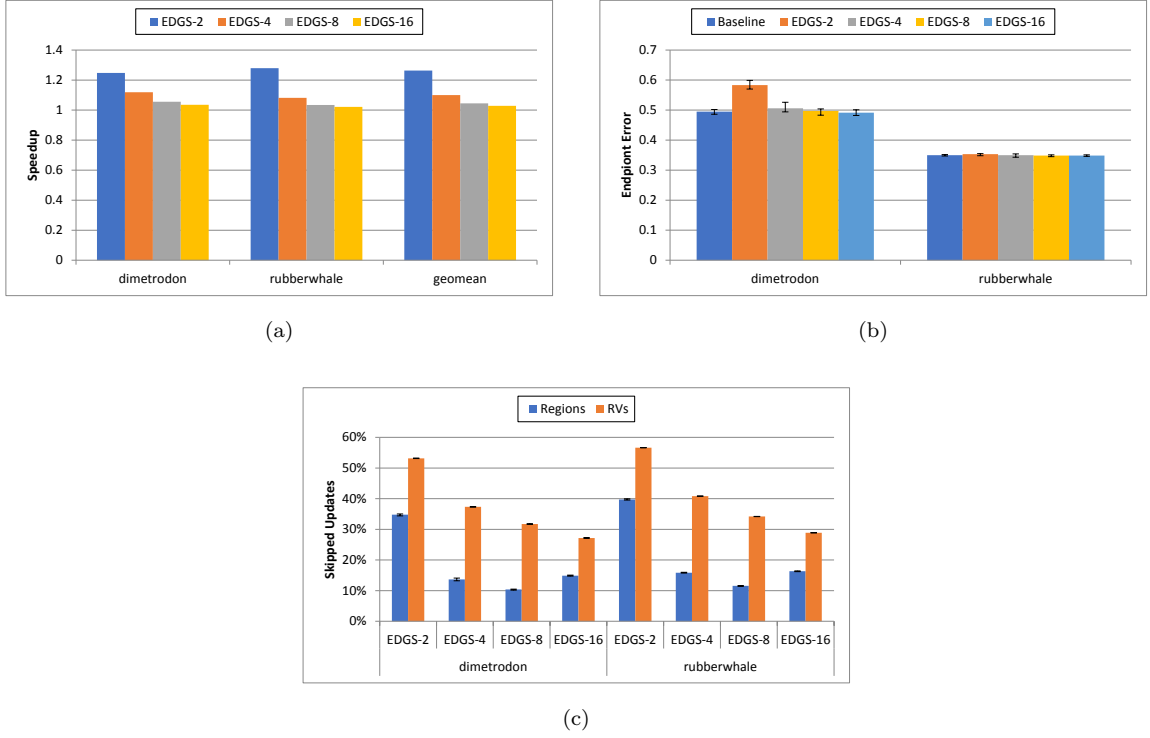 EDGS-2 EDGS-4 EDGS-8 EDGS-16
1.4
1.2
1
0.8
0.6
0.4
0.2
0
Speedup
dimetrodon rubberwhale geomean
(a)
Baseline EDGS-2 EDGS-4 EDGS-8 EDGS-16
0.7
0.6
0.5
0.4
0.3
0.2
0.1
0
Endpiont Error
dimetrodon rubberwhale
(b)
Regions RVs
60%
50%
40%
30%
20%
10%
0%
Skipped Updates
EDGS-2 EDGS-4 EDGS-8 EDGS-16 EDGS-2 EDGS-4 EDGS-8 EDGS-16
dimetrodon rubberwhale
(c)